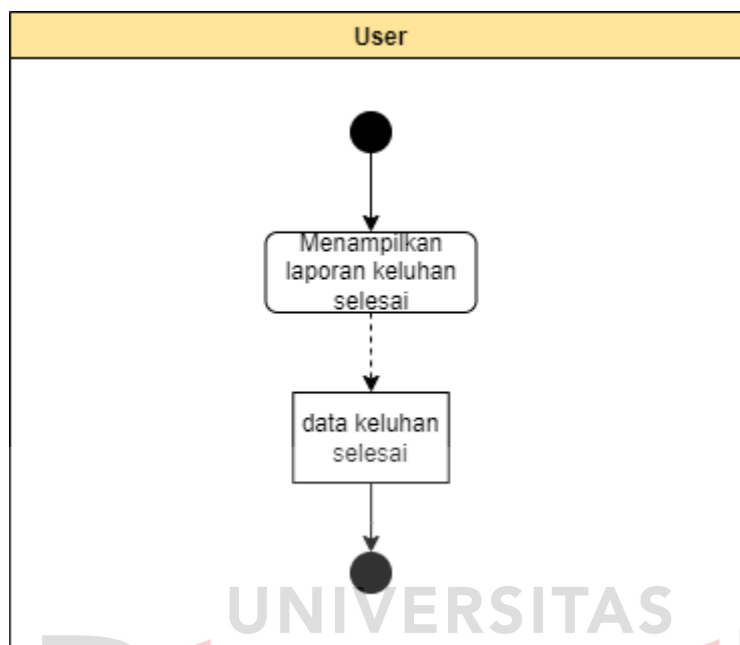 User
Menampilkan
laporan keluhan
selesai
data keluhan
selesai
UNIVERSITAS